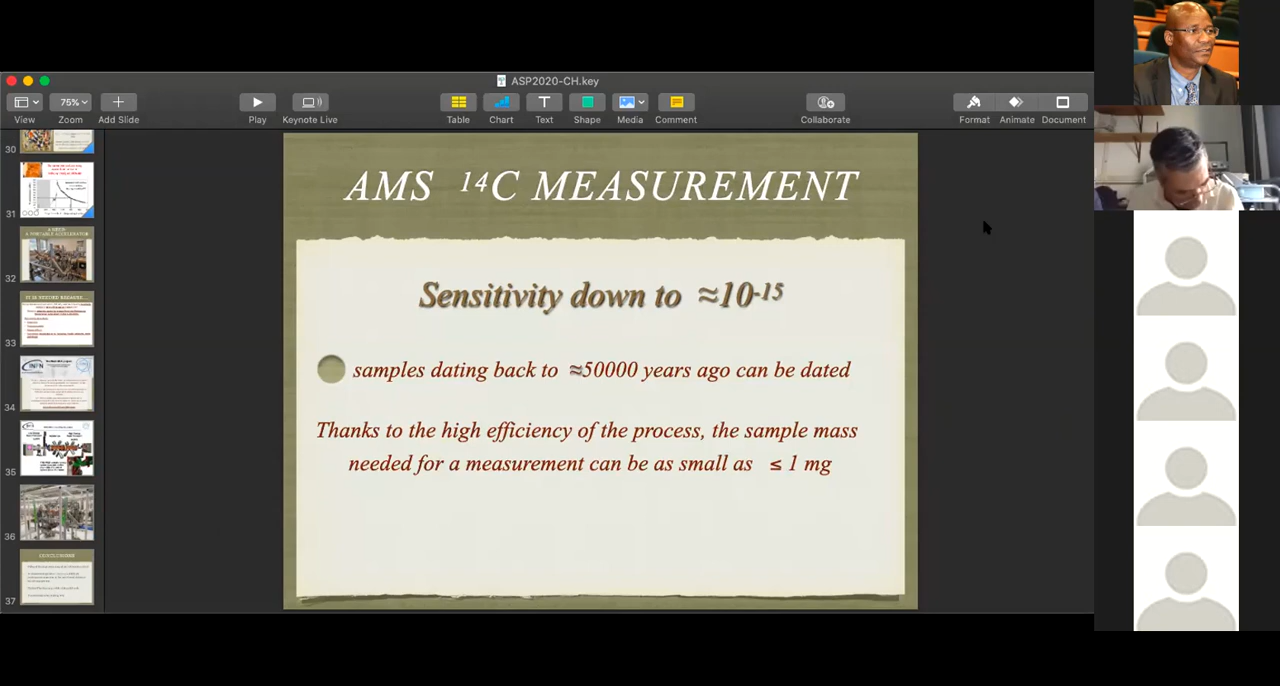 ASP2020-CH.key
75%
View
Zoom
Add Slide
Play
Keynote Live
Table
Chart
Text
Shape
Media
Comment
Collaborate
Format
Animate
Document
30
31
32
33
34
35
36
37
INFN
CONCLUSIONS
AMS ¹⁴C MEASUREMENT
Sensitivity down to ≈10⁻¹⁵
samples dating back to ≈50000 years ago can be dated
Thanks to the high efficiency of the process, the sample mass
needed for a measurement can be as small as ≤ 1 mg